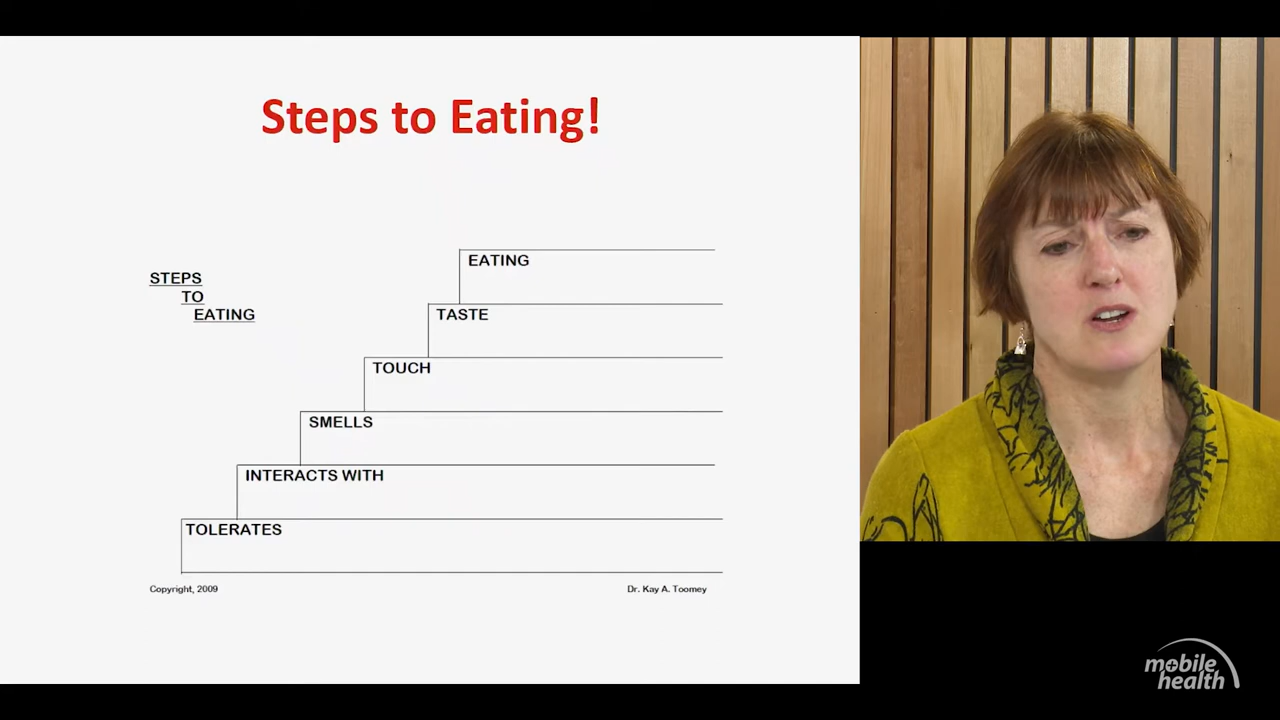 Steps to Eating!
STEPS
TO
EATING
EATING
TASTE
TOUCH
SMELLS
INTERACTS WITH
TOLERATES
Copyright, 2009
Dr. Kay A. Toomey
mobile
health